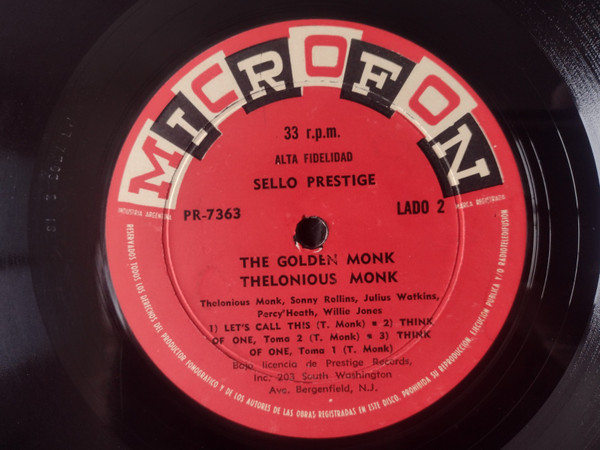 MICROFON
33 r.p.m.
ALTA FIDELIDAD
SELLO PRESTIGE
INDUSTRIA ARGENTINA
MARCA REGISTRADA
PR-7363
LADO 2
THE GOLDEN MONK
THELONIOUS MONK
Thelonious Monk, Sonny Rollins, Julius Watkins,
Percy Heath, Willie Jones
1) LET'S CALL THIS (T. Monk) * 2) THINK
OF ONE, Toma 2 (T. Monk) * 3) THINK
OF ONE, Toma 1 (T. Monk)
Bajo licencia de Prestige Records,
Inc. 203 South Washington
Ave. Bergenfield, N.J.
RESERVADOS TODOS LOS DERECHOS DEL PRODUCTOR FONOGRAFICO Y DE LOS AUTORES DE LAS OBRAS REGISTRADAS EN ESTE DISCO. PROHIBIDA SU REPRODUCCION, EJECUCION PUBLICA Y/O RADIOTELEDIFUSION